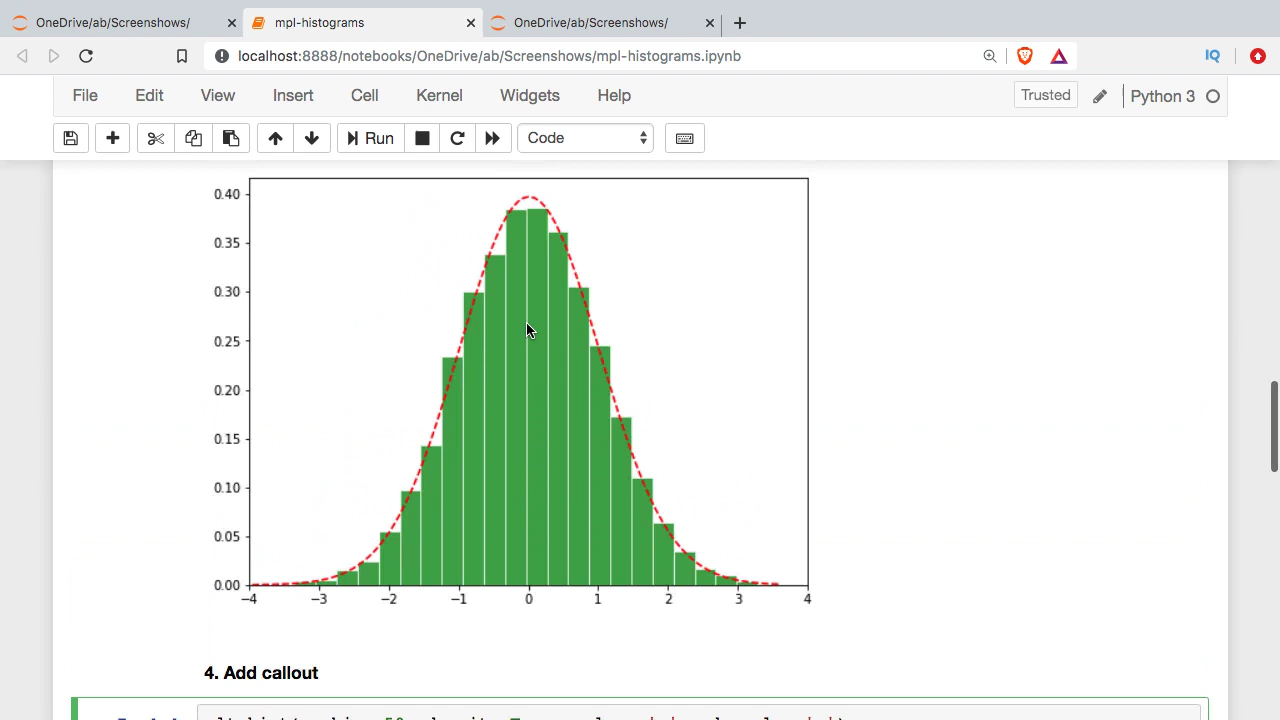 OneDrive/ab/Screenshows/
mpl-histograms
OneDrive/ab/Screenshows/
localhost:8888/notebooks/OneDrive/ab/Screenshows/mpl-histograms.ipynb
IQ
File Edit View Insert Cell Kernel Widgets Help
Trusted
Python 3
Run
Code
0.40
0.35
0.30
0.25
0.20
0.15
0.10
0.05
0.00
−4 −3 −2 −1 0 1 2 3 4
4. Add callout